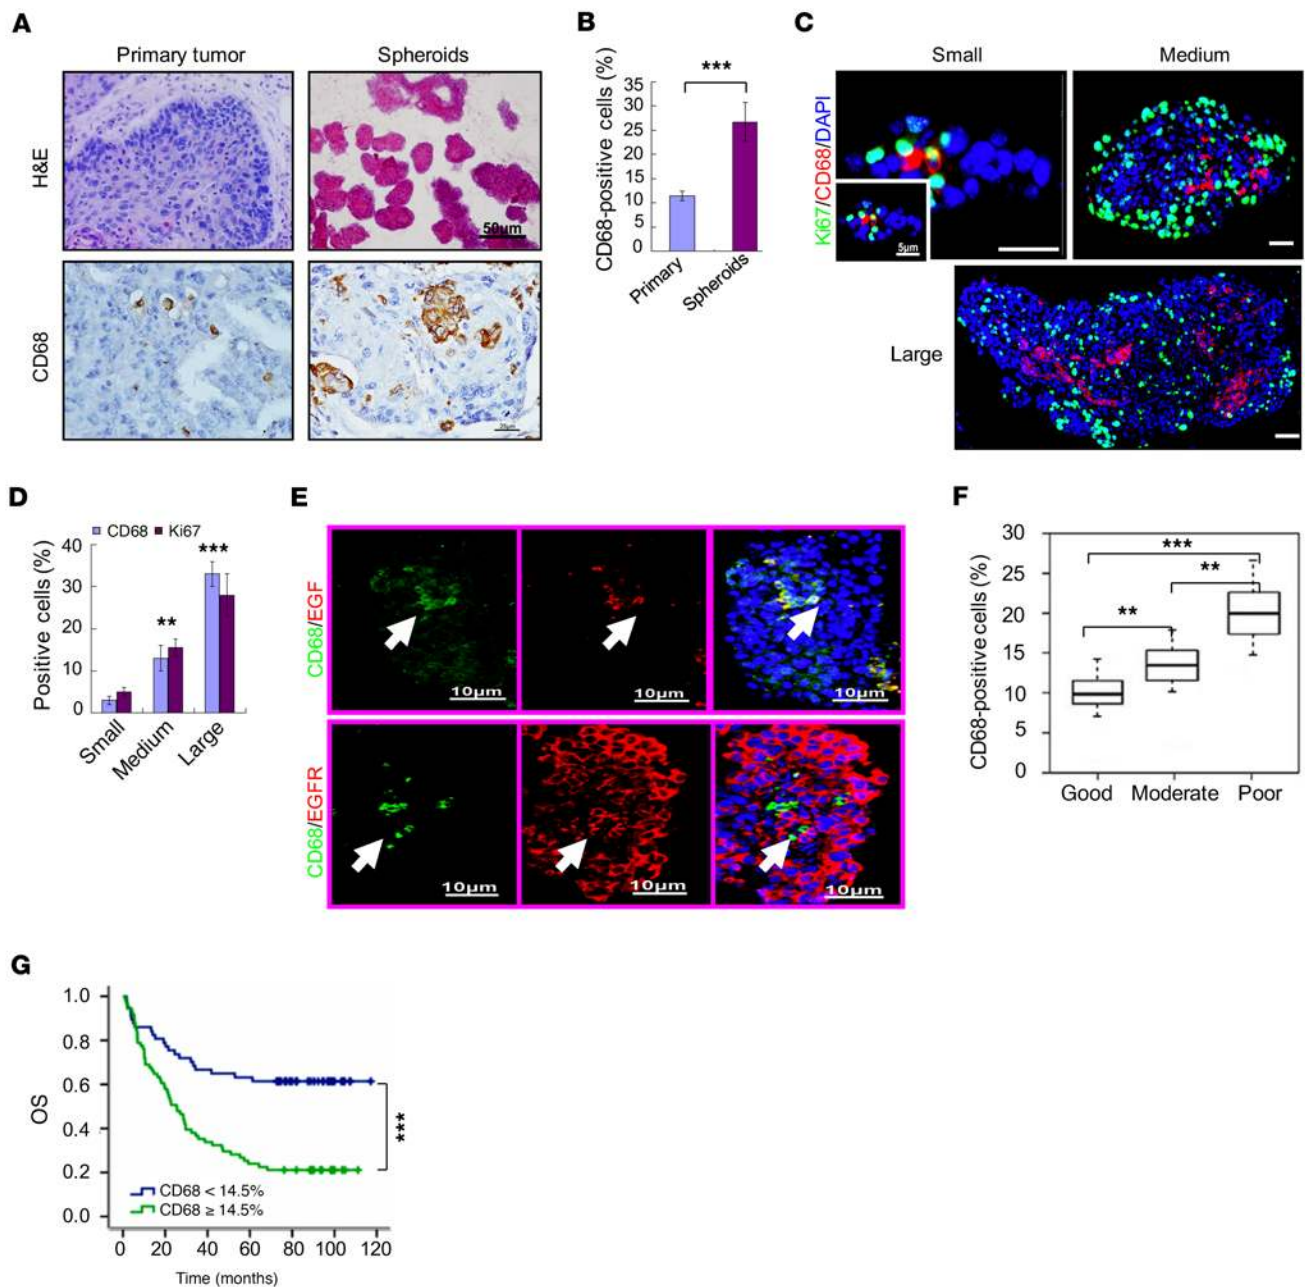 A
Primary tumor
Spheroids
H&E
50µm
CD68
B
CD68-positive cells (%)
35
30
25
20
15
10
5
0
***
Primary
Spheroids
C
Small
Medium
Ki67/CD68/DAPI
5µm
Large
D
CD68
Ki67
Positive cells (%)
40
30
20
10
0
**
***
Small
Medium
Large
E
CD68/EGF
10µm
10µm
10µm
CD68/EGFR
10µm
10µm
10µm
F
CD68-positive cells (%)
30
25
20
15
10
5
0
***
**
**
Good
Moderate
Poor
G
OS
1.0
0.8
0.6
0.4
0.2
0.0
***
CD68 < 14.5%
CD68 ≥ 14.5%
0 20 40 60 80 100 120
Time (months)